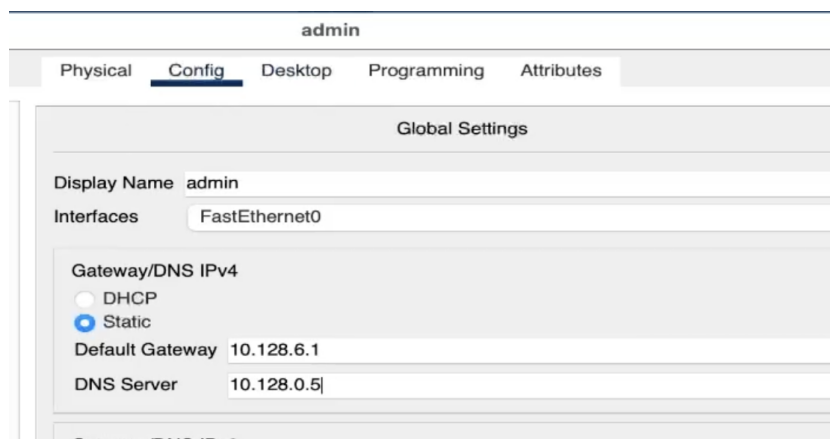 admin
Physical Config Desktop Programming Attributes
Global Settings
Display Name admin
Interfaces FastEthernet0
Gateway/DNS IPv4
DHCP
Static
Default Gateway 10.128.6.1
DNS Server 10.128.0.5